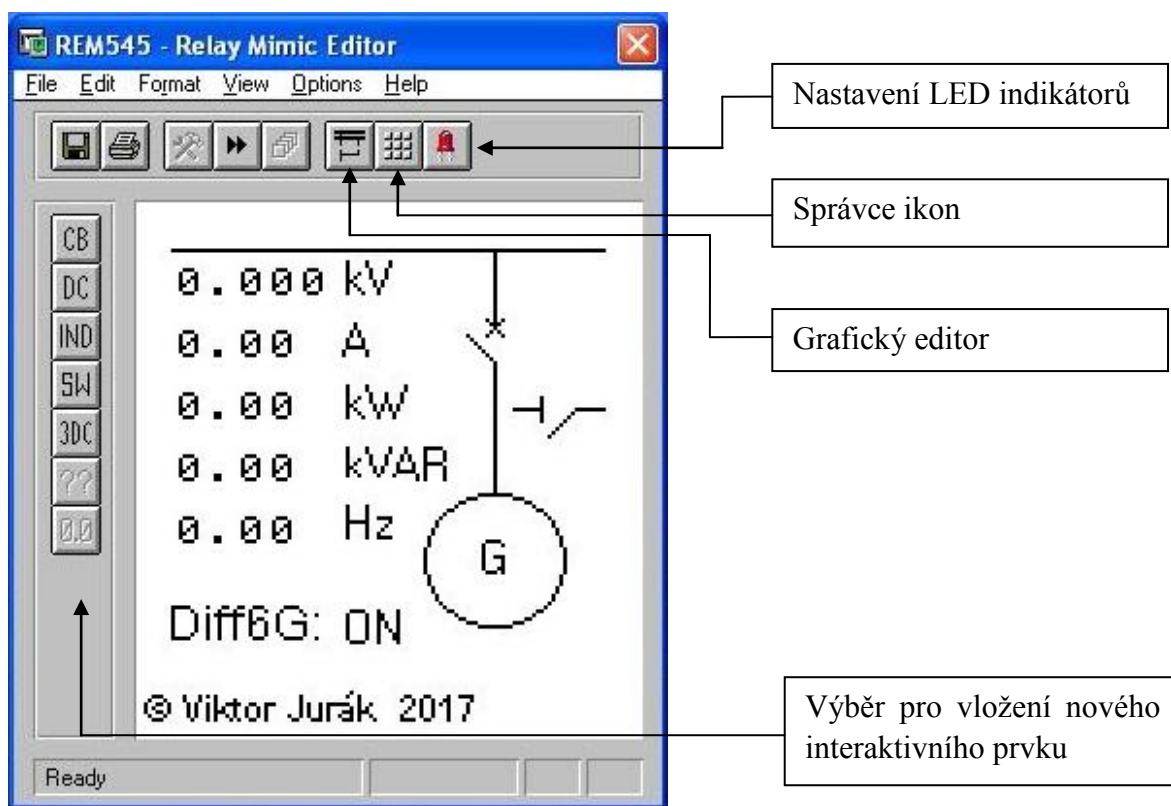 REM545 - Relay Mimic Editor
File Edit Format View Options Help
Nastavení LED indikátorů
Správce ikon
Grafický editor
CB
DC
IND
SW
3DC
??
0.0
0.000 kV
0.00 A
0.00 kW
0.00 kVAR
0.00 Hz
G
Diff6G: ON
© Viktor Jurák 2017
Výběr pro vložení nového
interaktivního prvku
Ready